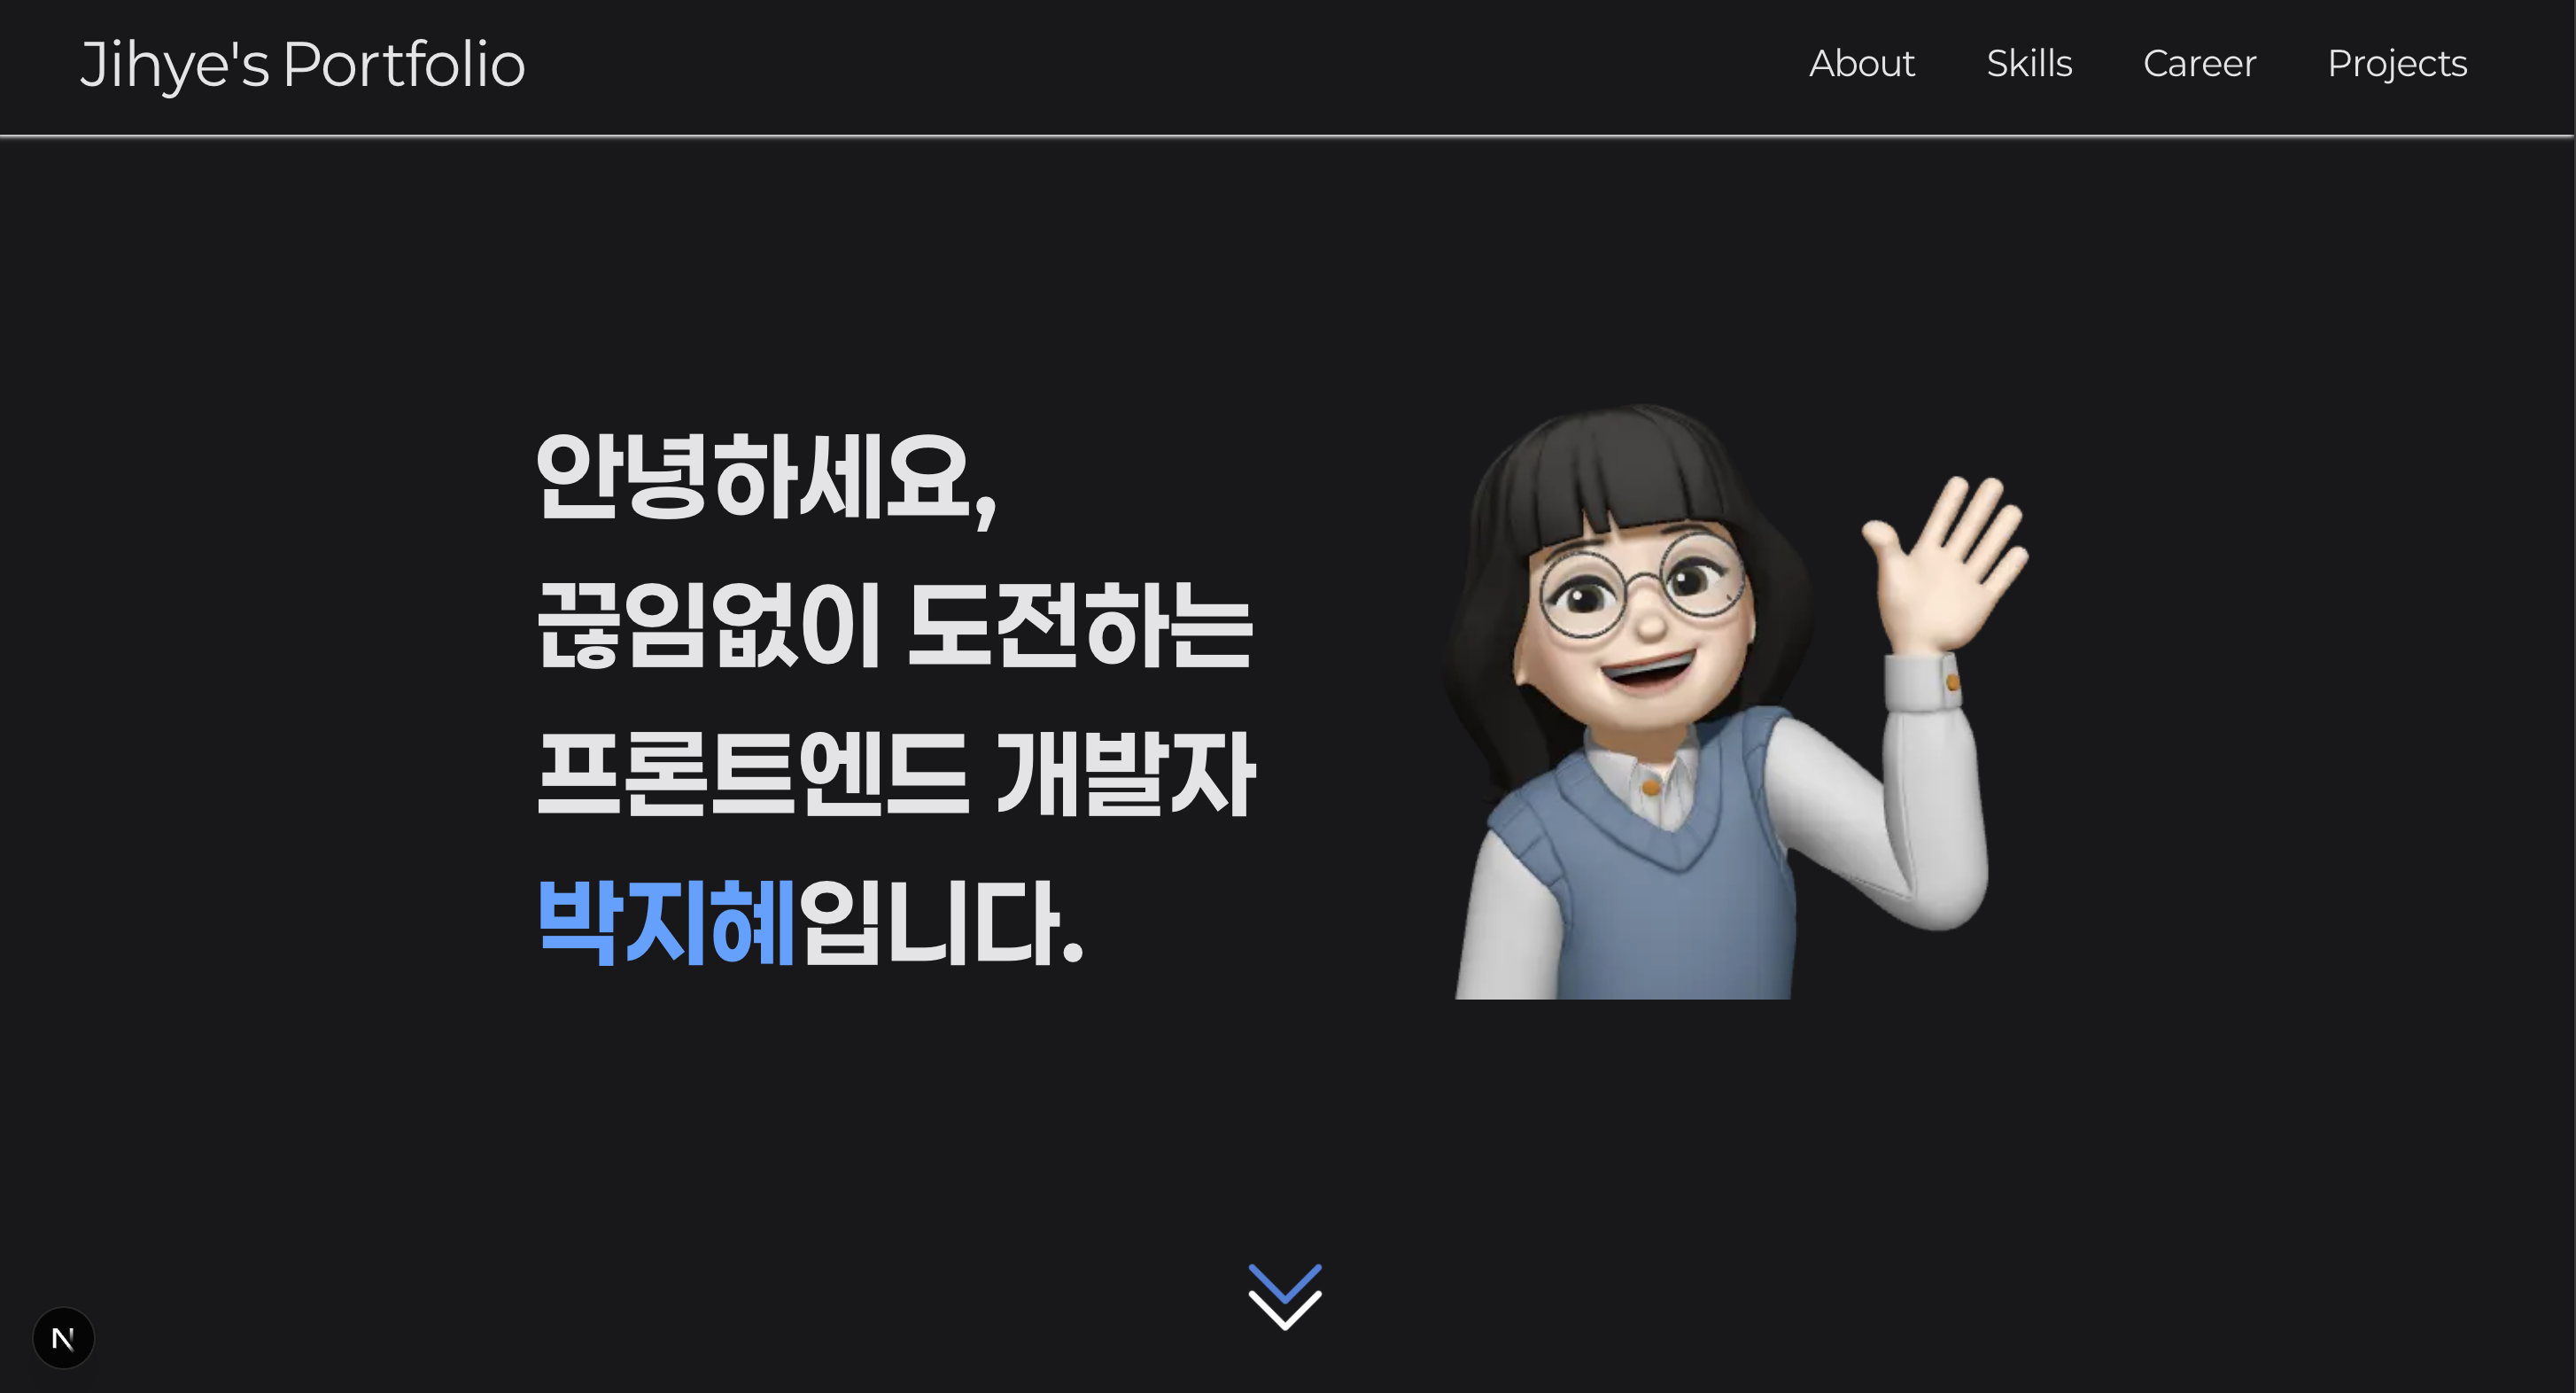 Jihye's Portfolio
About Skills Career Projects
안녕하세요,
끊임없이 도전하는
프론트엔드 개발자
박지혜입니다.
N